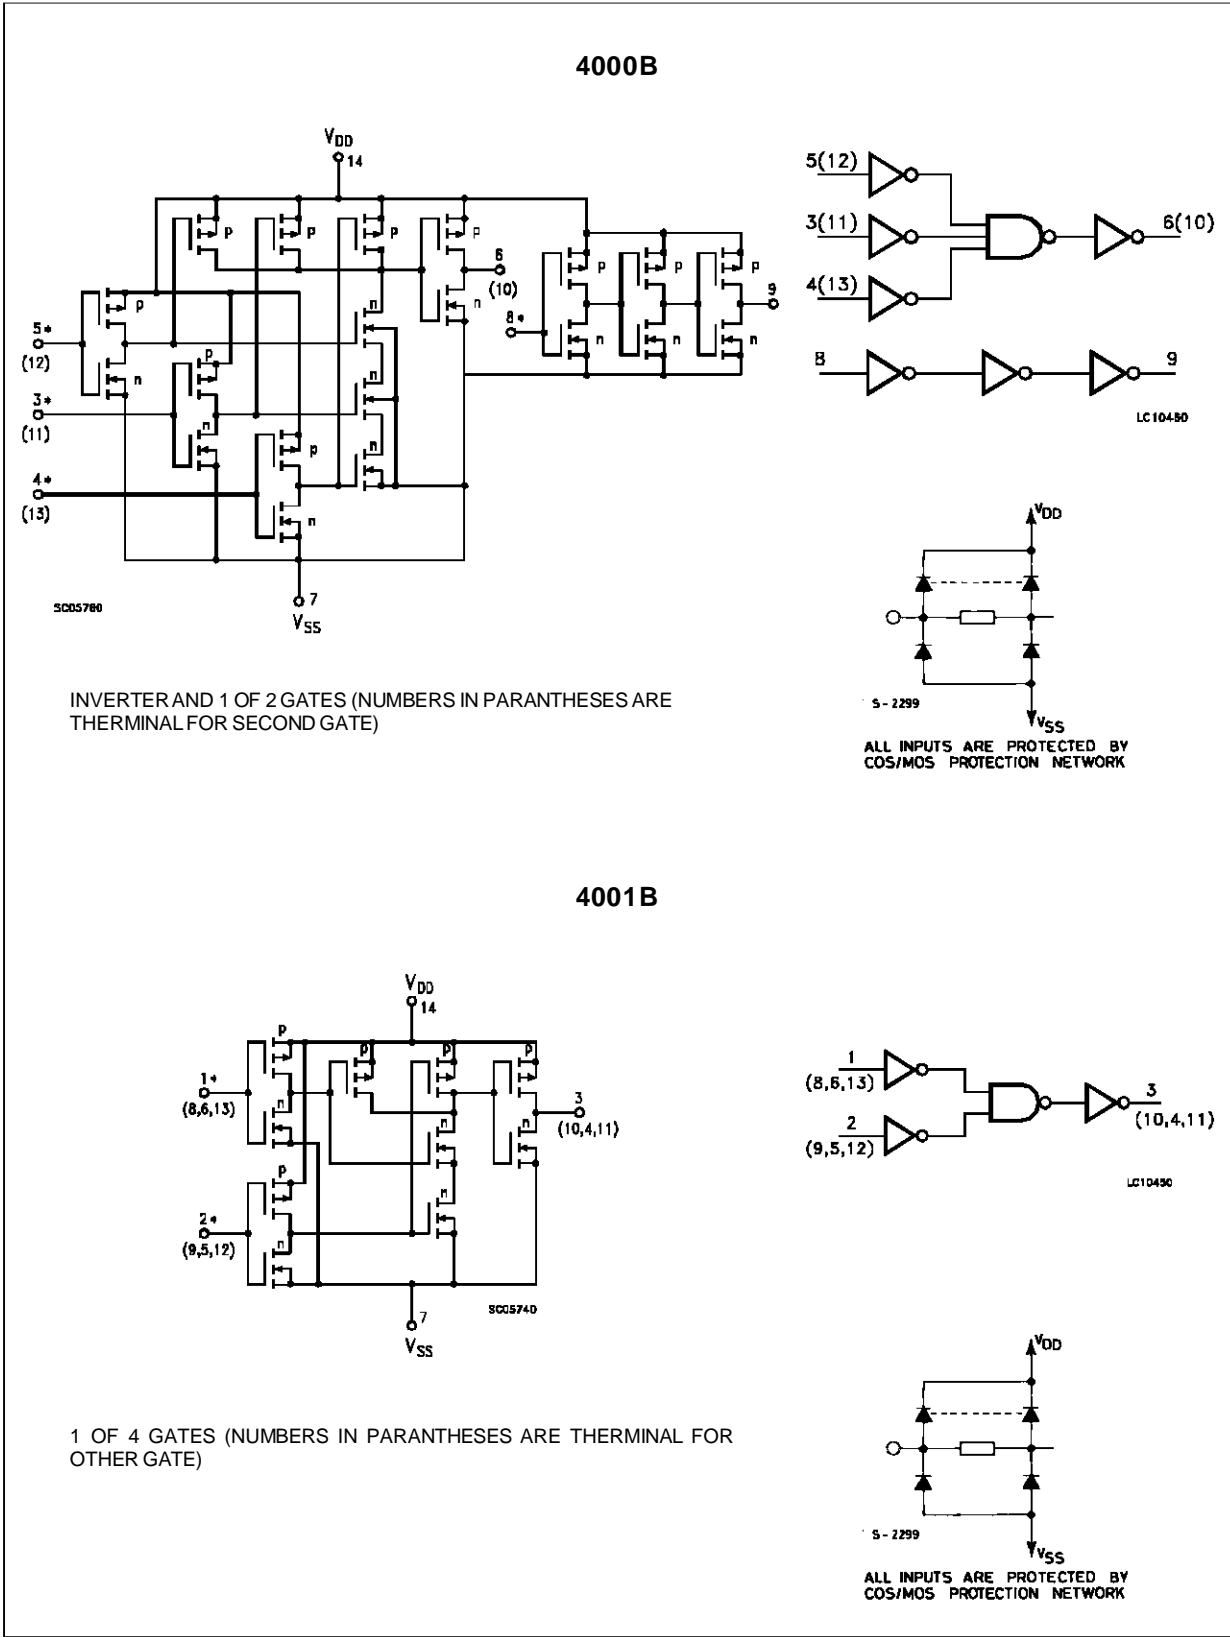 4000B
VDD
14
p
p
p
p
p
n
5*
(12)
p
n
3*
(11)
p
n
4*
(13)
n
n
n
6
(10)
n
8*
p
p
p
n
n
n
9
7
VSS
SC05760
5(12)
3(11)
4(13)
6(10)
8
9
LC10460
VDD
VSS
S-2299
ALL INPUTS ARE PROTECTED BY
COS/MOS PROTECTION NETWORK
INVERTER AND 1 OF 2 GATES (NUMBERS IN PARANTHESES ARE
THERMINAL FOR SECOND GATE)
4001B
VDD
14
p
p
p
p
1*
(8,6,13)
n
n
n
3
(10,4,11)
p
n
2*
(9,5,12)
n
7
VSS
SC05740
1
(8,6,13)
2
(9,5,12)
3
(10,4,11)
LC10450
VDD
VSS
S-2299
ALL INPUTS ARE PROTECTED BY
COS/MOS PROTECTION NETWORK
1 OF 4 GATES (NUMBERS IN PARANTHESES ARE THERMINAL FOR
OTHER GATE)